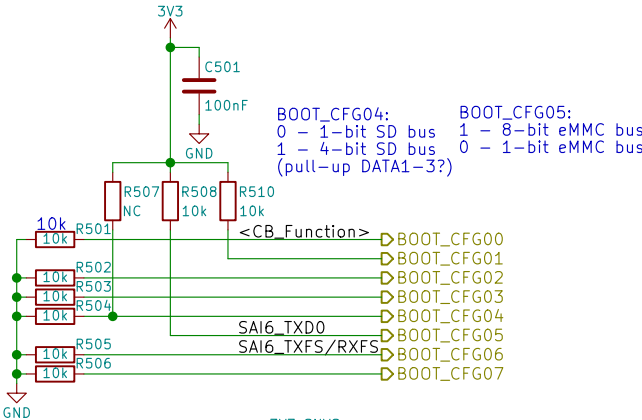 3V3
C501
100nF
GND
BOOT_CFG04:
0 - 1-bit SD bus
1 - 4-bit SD bus
(pull-up DATA1-3?)
BOOT_CFG05:
1 - 8-bit eMMC bus
0 - 1-bit eMMC bus
R507
NC
R508
10k
R510
10k
10k
R501
10k
<CB_Function>
BOOT_CFG00
BOOT_CFG01
R502
10k
BOOT_CFG02
R503
10k
BOOT_CFG03
R504
10k
BOOT_CFG04
SAI6_TXD0
BOOT_CFG05
R505
10k
SAI6_TXFS/RXFS
BOOT_CFG06
R506
10k
BOOT_CFG07
GND